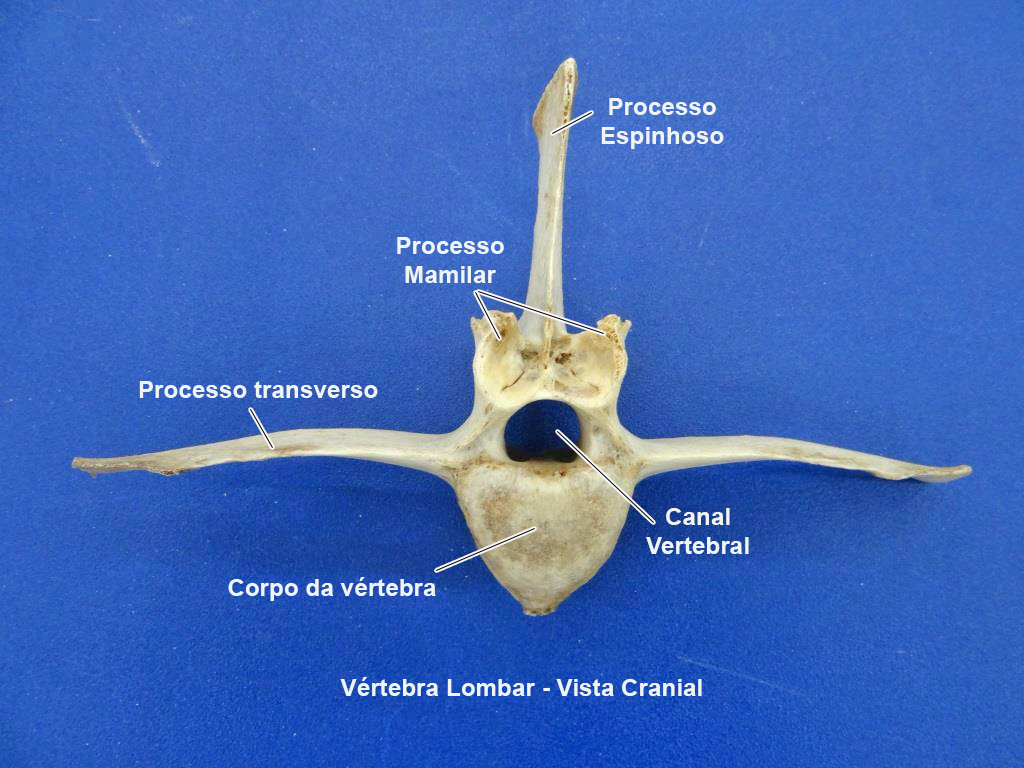 Processo
Espinhoso
Processo
Mamilar
Processo transverso
Canal
Vertebral
Corpo da vértebra
Vértebra Lombar - Vista Cranial